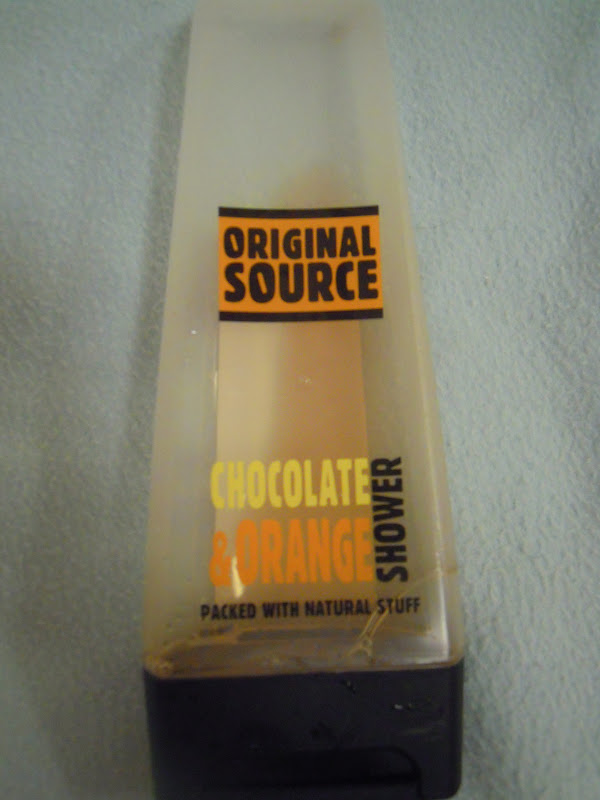 ORIGINAL
SOURCE
CHOCOLATE
& ORANGE
SHOWER
PACKED WITH NATURAL STUFF